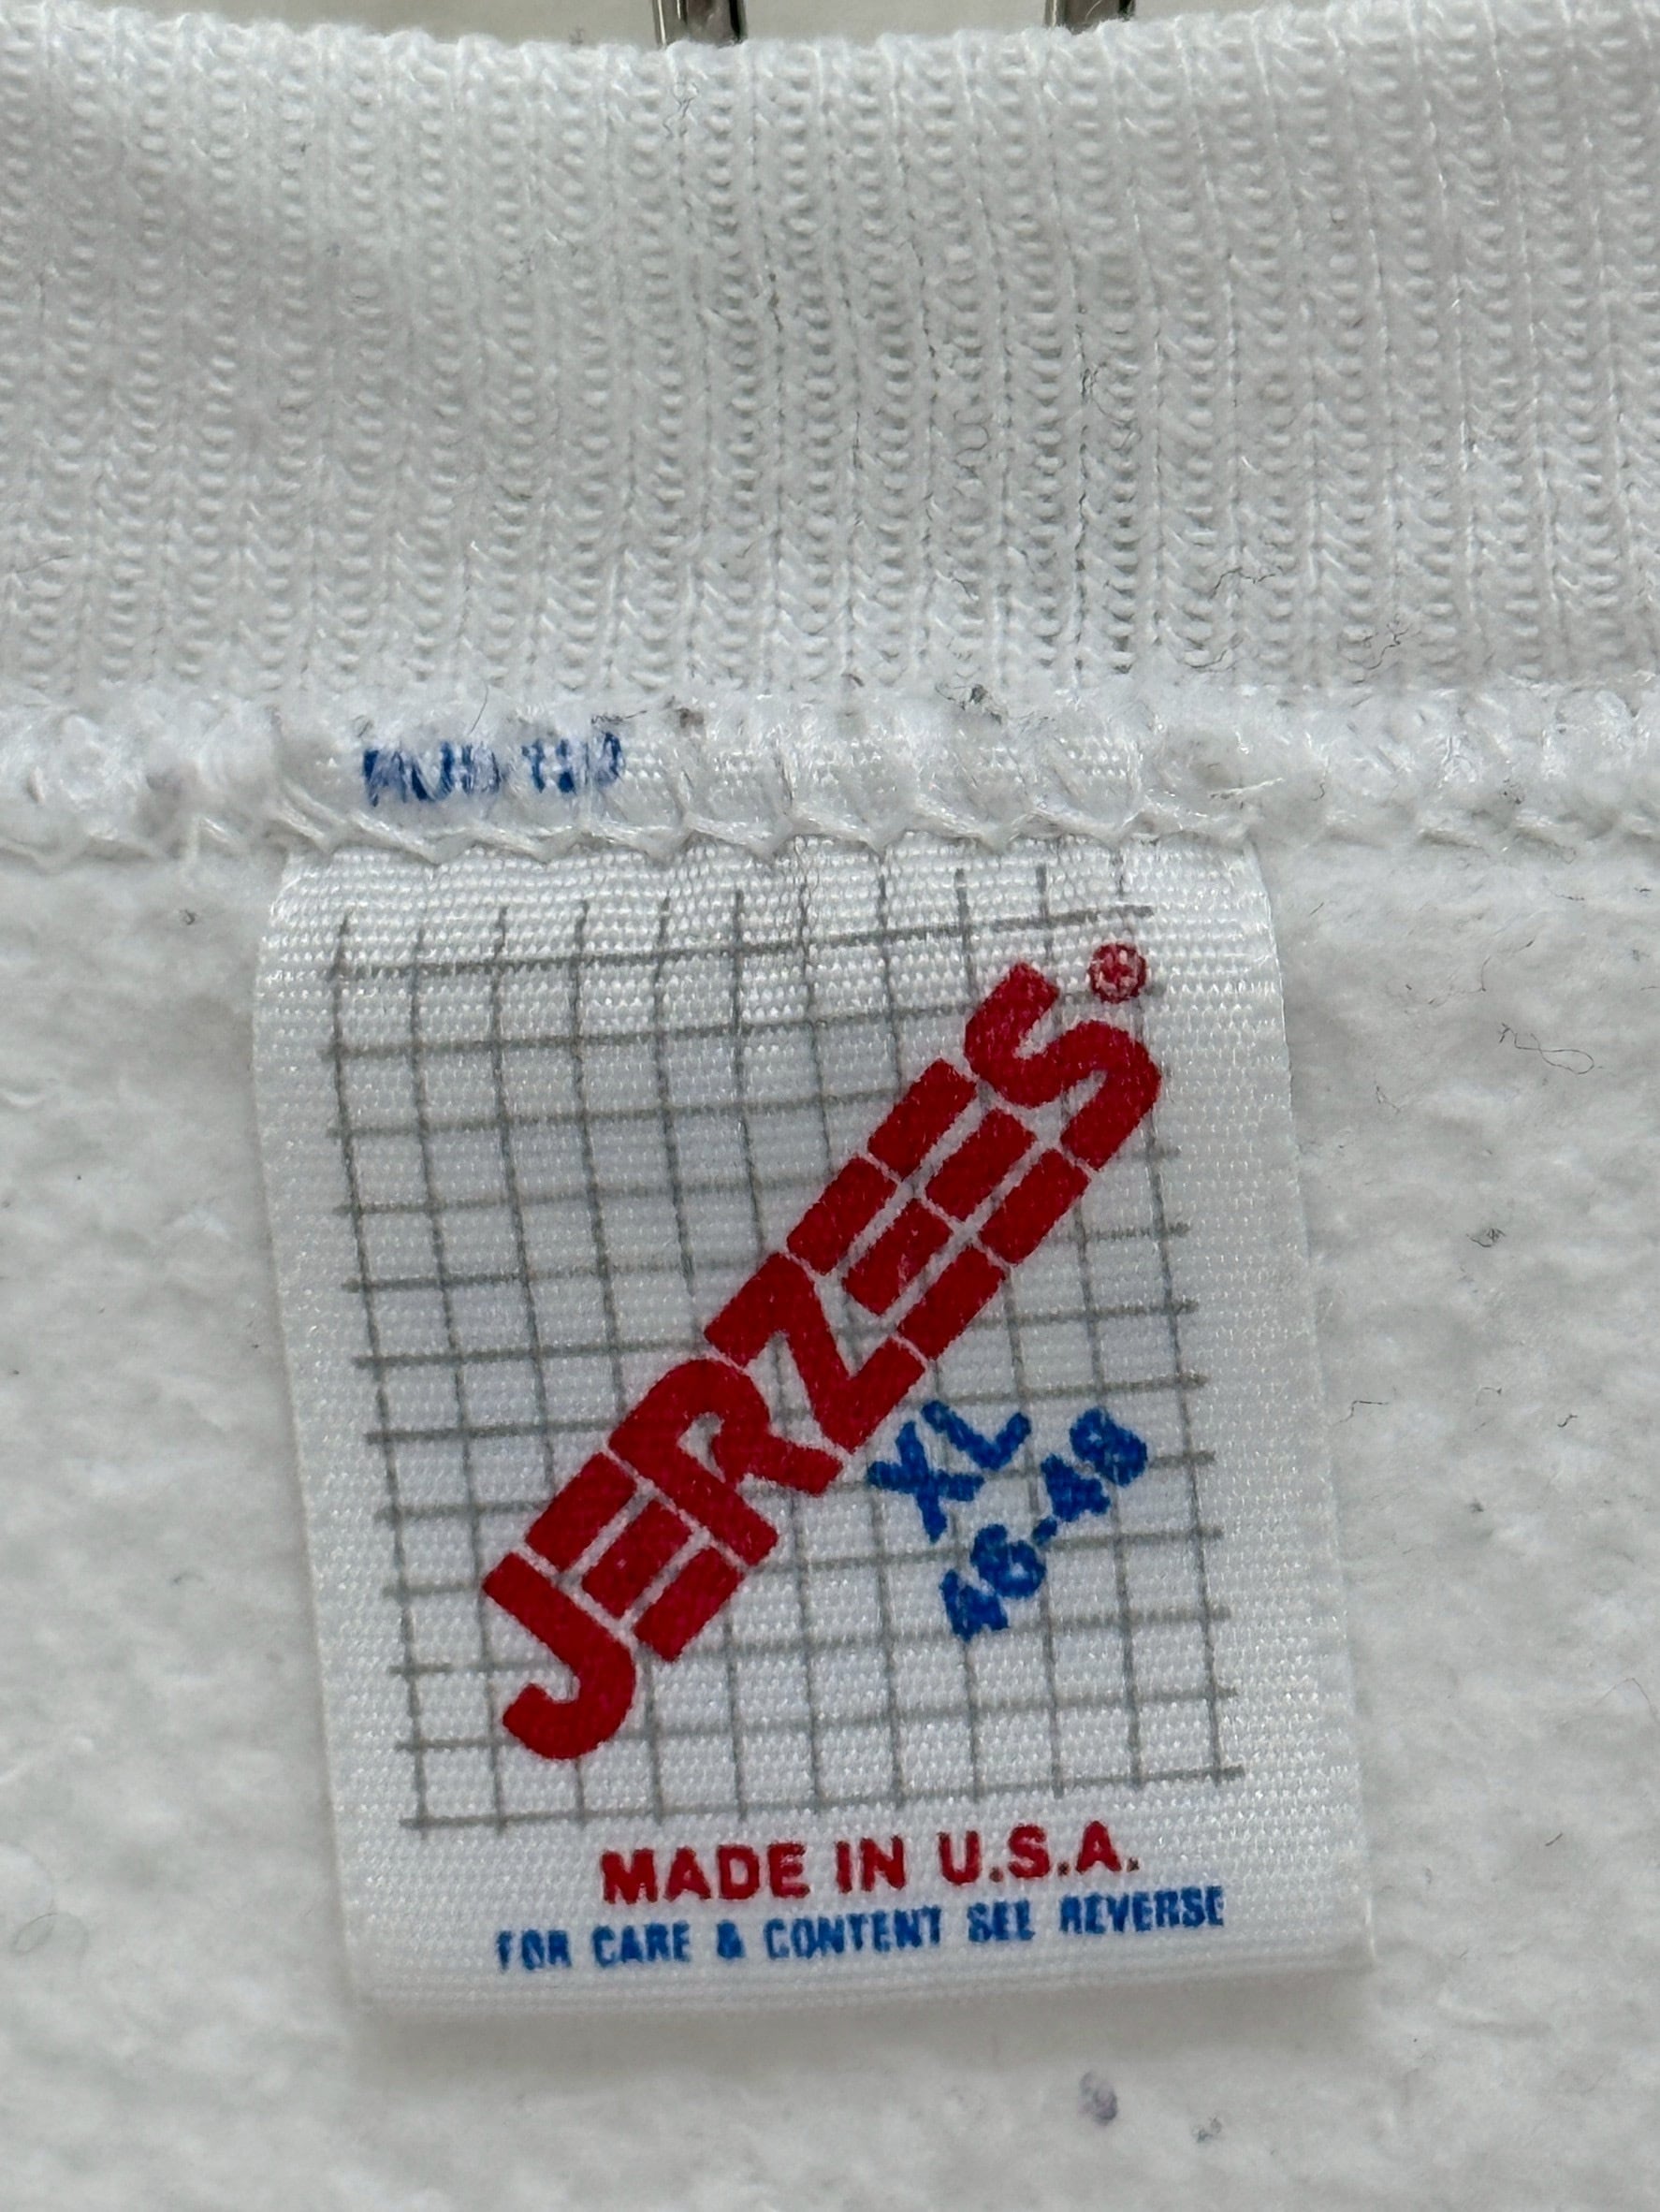 JERZEES®
XL
46-48
MADE IN U.S.A.
FOR CARE & CONTENT SEE REVERSE